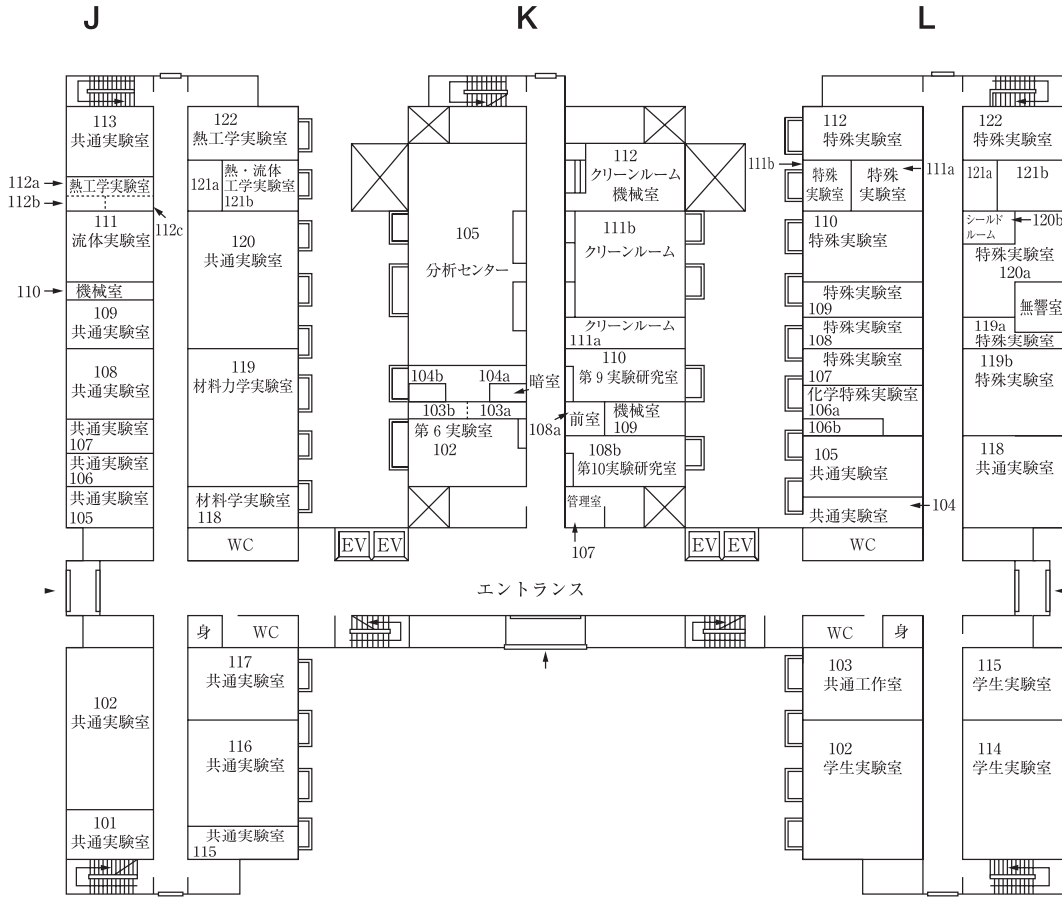 J
K
L
113
共通実験室
112a
熱工学実験室
112b
111
流体実験室
112c
110
機械室
109
共通実験室
108
共通実験室
共通実験室
107
共通実験室
106
共通実験室
105
122
熱工学実験室
121a
熱・流体
工学実験室
121b
120
共通実験室
119
材料力学実験室
材料学実験室
118
WC
105
分析センター
104b
104a
暗室
103b
103a
第6実験室
102
112
クリーンルーム
機械室
111b
クリーンルーム
クリーンルーム
111a
110
第9実験研究室
108a
前室
機械室
109
108b
第10実験研究室
管理室
107
112
特殊実験室
111b
特殊
実験室
特殊
実験室
111a
110
特殊実験室
特殊実験室
109
特殊実験室
108
特殊実験室
107
化学特殊実験室
106a
106b
105
共通実験室
共通実験室
104
WC
122
特殊実験室
121a
121b
シールド
ルーム
120b
特殊実験室
120a
無響室
119a
特殊実験室
119b
特殊実験室
118
共通実験室
EV
EV
EV
EV
エントランス
身
WC
WC
身
102
共通実験室
101
共通実験室
117
共通実験室
116
共通実験室
共通実験室
115
103
共通工作室
102
学生実験室
115
学生実験室
114
学生実験室